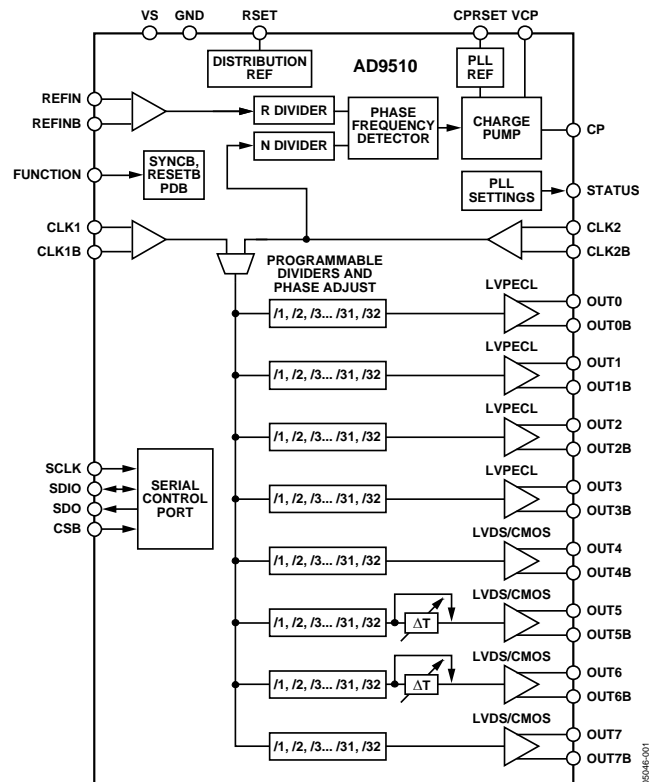 VS
GND
RSET
CPRSET
VCP
DISTRIBUTION
REF
AD9510
PLL
REF
REFIN
REFINB
R DIVIDER
N DIVIDER
PHASE
FREQUENCY
DETECTOR
CHARGE
PUMP
CP
FUNCTION
SYNCB,
RESETB
PDB
PLL
SETTINGS
STATUS
CLK1
CLK1B
CLK2
CLK2B
PROGRAMMABLE
DIVIDERS AND
PHASE ADJUST
LVPECL
/1, /2, /3... /31, /32
OUT0
OUT0B
LVPECL
/1, /2, /3... /31, /32
OUT1
OUT1B
LVPECL
/1, /2, /3... /31, /32
OUT2
OUT2B
SCLK
SDIO
SDO
CSB
SERIAL
CONTROL
PORT
LVPECL
/1, /2, /3... /31, /32
OUT3
OUT3B
LVDS/CMOS
/1, /2, /3... /31, /32
OUT4
OUT4B
LVDS/CMOS
/1, /2, /3... /31, /32
ΔT
OUT5
OUT5B
LVDS/CMOS
/1, /2, /3... /31, /32
ΔT
OUT6
OUT6B
LVDS/CMOS
/1, /2, /3... /31, /32
OUT7
OUT7B
05046-001